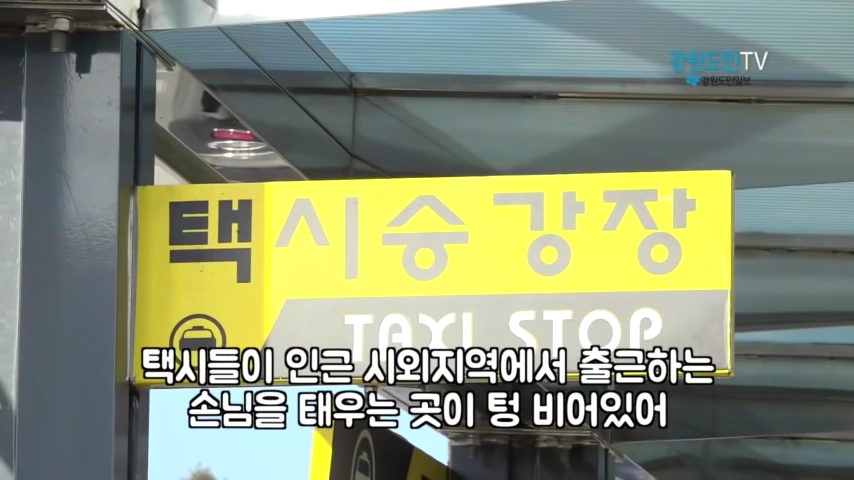 강원도민TV
강원도민일보
택시승강장
TAXI STOP
택시들이 인근 시외지역에서 출근하는
손님을 태우는 곳이 텅 비어있어